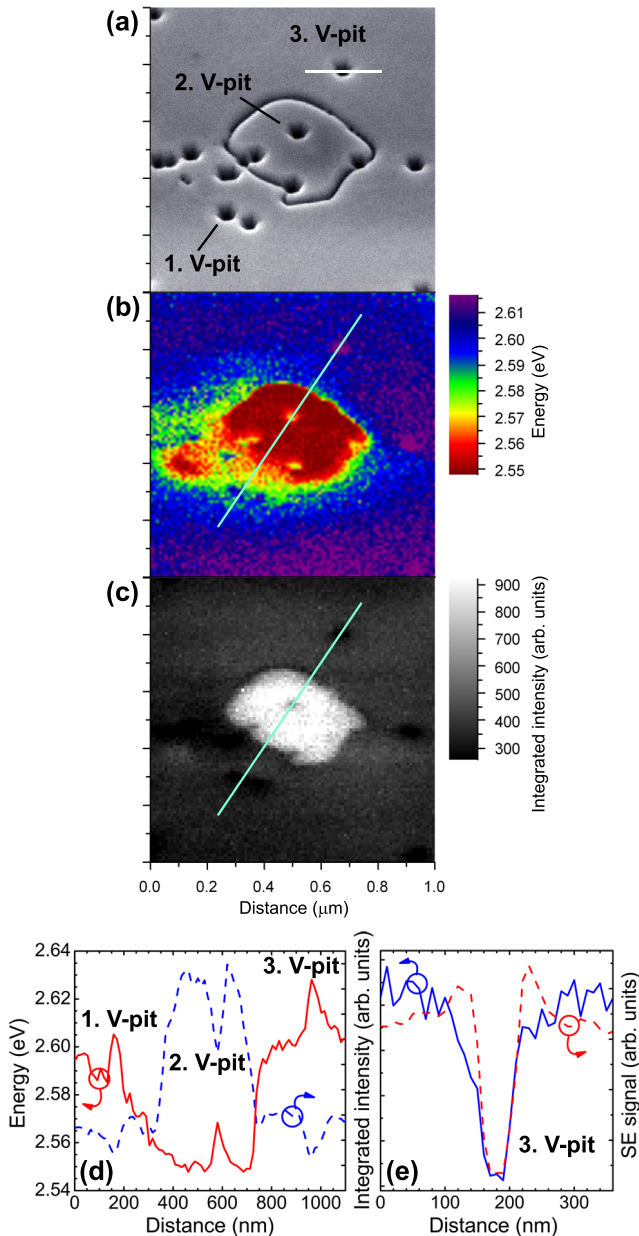 (a)
3. V-pit
2. V-pit
1. V-pit
(b)
2.61
2.60
2.59
2.58
2.57
2.56
2.55
Energy (eV)
(c)
900
800
700
600
500
400
300
Integrated intensity (arb. units)
0.0 0.2 0.4 0.6 0.8 1.0
Distance (μm)
2.64
2.62
2.60
2.58
2.56
2.54
Energy (eV)
1. V-pit
2. V-pit
3. V-pit
(d)
0 200 400 600 800 1000
Distance (nm)
Integrated intensity (arb. units)
3. V-pit
(e)
SE signal (arb. units)
0 100 200 300
Distance (nm)